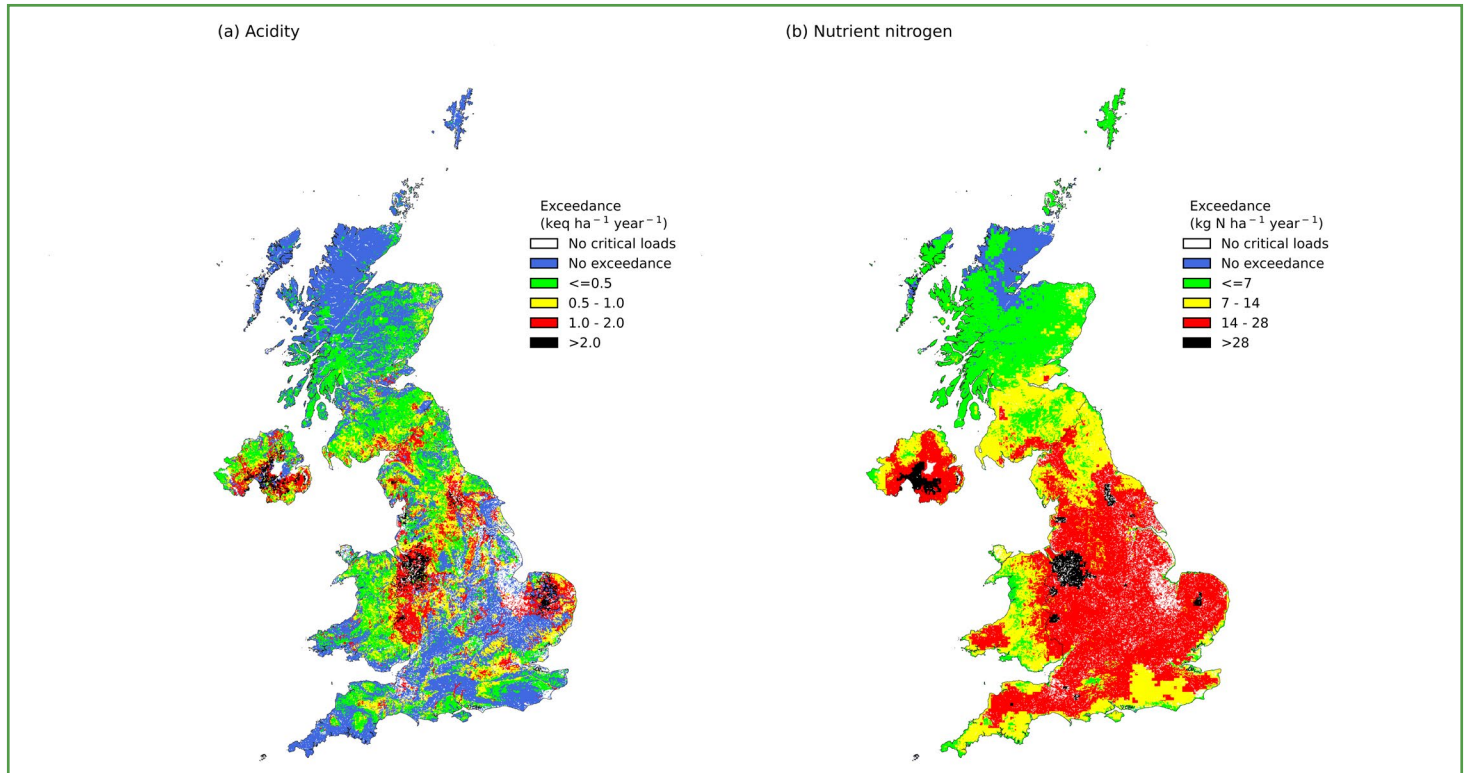 (a) Acidity
Exceedance
(keq ha⁻¹ year⁻¹)
No critical loads
No exceedance
<=0.5
0.5 - 1.0
1.0 - 2.0
>2.0
(b) Nutrient nitrogen
Exceedance
(kg N ha⁻¹ year⁻¹)
No critical loads
No exceedance
<=7
7 - 14
14 - 28
>28